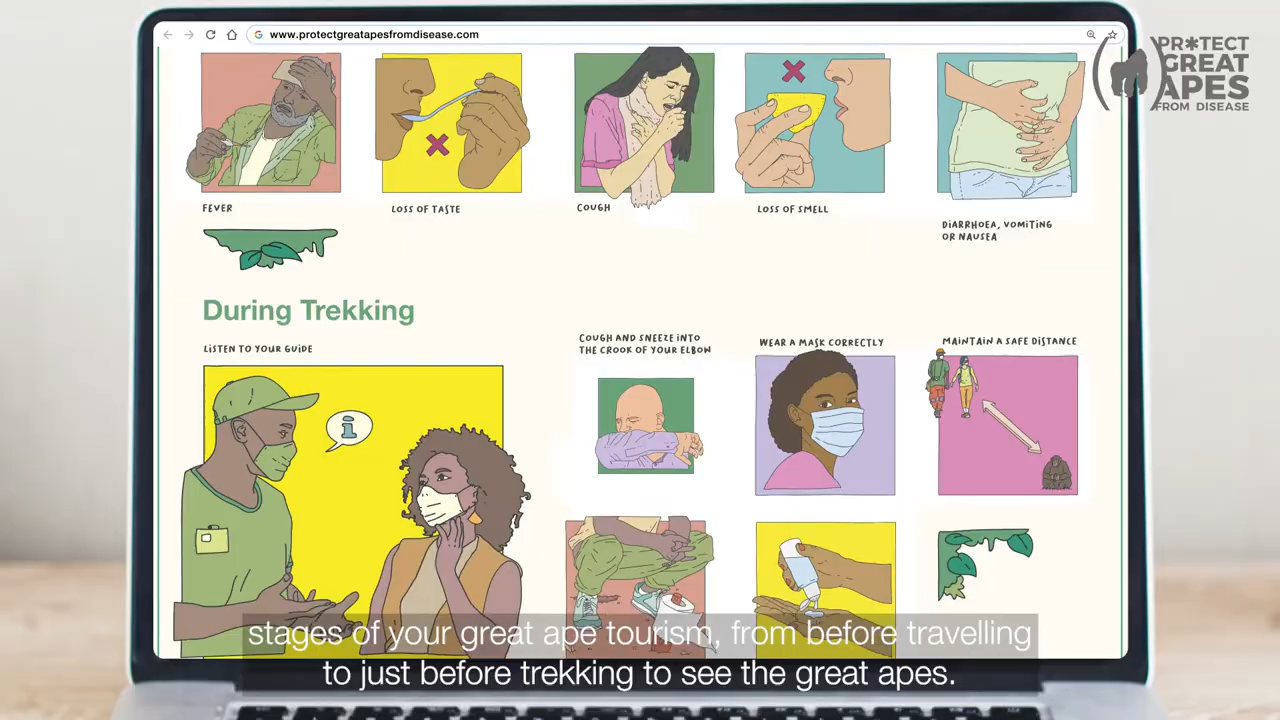 www.protectgreatapesfromdisease.com
PR*TECT
GREAT
APES
FROM DISEASE
FEVER
LOSS OF TASTE
COUGH
LOSS OF SMELL
DIARRHOEA, VOMITING
OR NAUSEA
During Trekking
LISTEN TO YOUR GUIDE
COUGH AND SNEEZE INTO
THE CROOK OF YOUR ELBOW
WEAR A MASK CORRECTLY
MAINTAIN A SAFE DISTANCE
i
stages of your great ape tourism, from before travelling
to just before trekking to see the great apes.